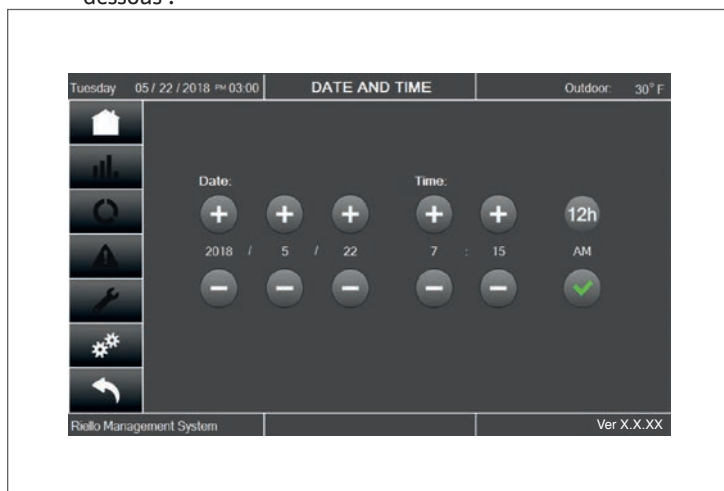 dessous :
Tuesday 05 / 22 / 2018 PM 03:00 DATE AND TIME Outdoor: 30° F
Date: Time:
12h
2018 / 5 / 22 7 : 15 AM
Riello Management System Ver X.X.XX